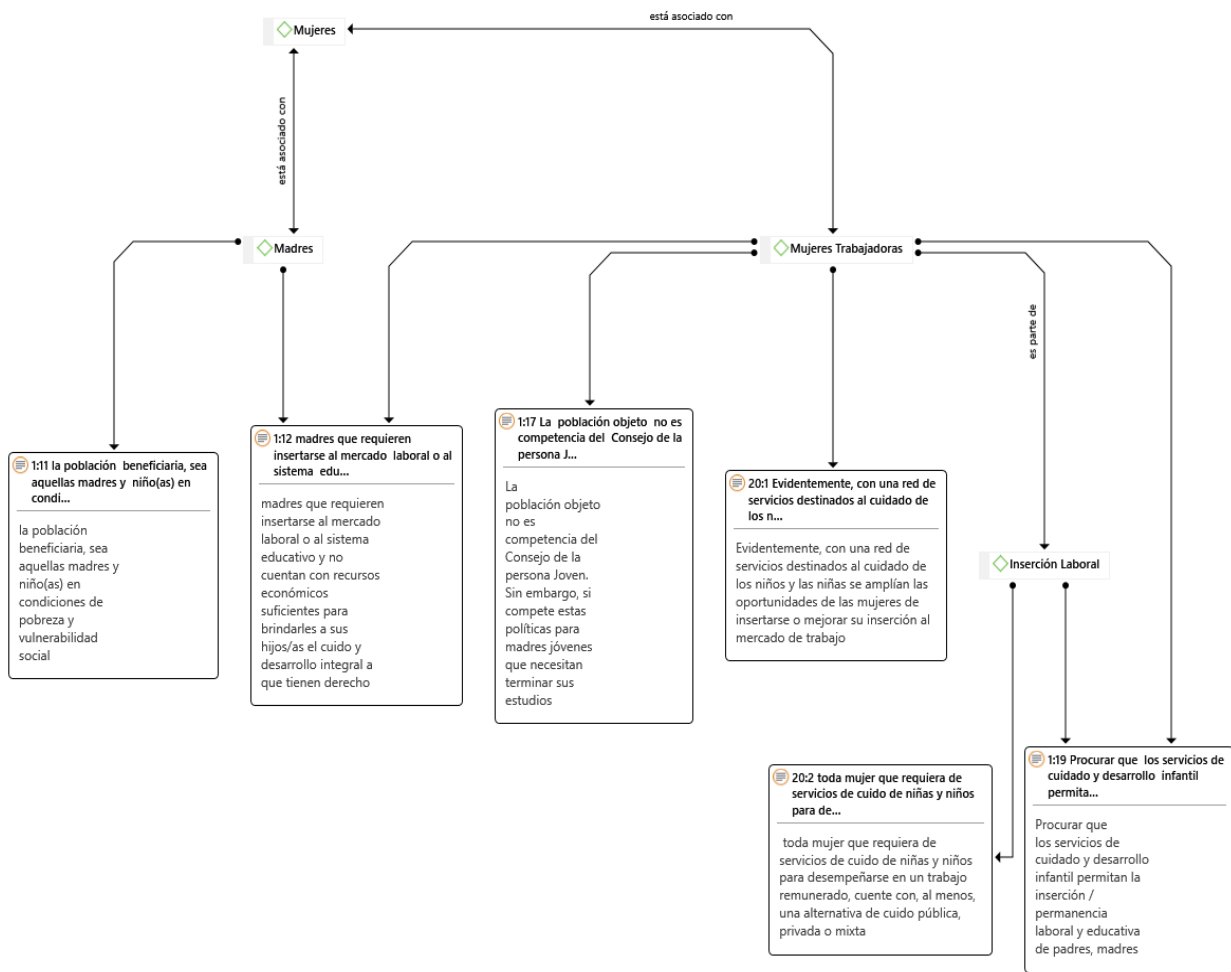 está asociado con
Mujeres
está asociado con
Madres
Mujeres Trabajadoras
es parte de
1:11 la población beneficiaria, sea
aquellas madres y niño(as) en
condi...
la población
beneficiaria, sea
aquellas madres y
niño(as) en
condiciones de
pobreza y
vulnerabilidad
social
1:12 madres que requieren
insertarse al mercado laboral o al
sistema edu...
madres que requieren
insertarse al mercado
laboral o al sistema
educativo y no
cuentan con recursos
económicos
suficientes para
brindarles a sus
hijos/as el cuido y
desarrollo integral a
que tienen derecho
1:17 La población objeto no es
competencia del Consejo de la
persona J...
La
población objeto
no es
competencia del
Consejo de la
persona Joven.
Sin embargo, si
compete estas
políticas para
madres jóvenes
que necesitan
terminar sus
estudios
20:1 Evidentemente, con una red de
servicios destinados al cuidado de
los n...
Evidentemente, con una red de
servicios destinados al cuidado de
los niños y las niñas se amplían las
oportunidades de las mujeres de
insertarse o mejorar su inserción al
mercado de trabajo
Inserción Laboral
20:2 toda mujer que requiera de
servicios de cuido de niñas y niños
para de...
toda mujer que requiera de
servicios de cuido de niñas y niños
para desempeñarse en un trabajo
remunerado, cuente con, al menos,
una alternativa de cuido pública,
privada o mixta
1:19 Procurar que los servicios de
cuidado y desarrollo infantil
permita...
Procurar que
los servicios de
cuidado y desarrollo
infantil permitan la
inserción /
permanencia
laboral y educativa
de padres, madres